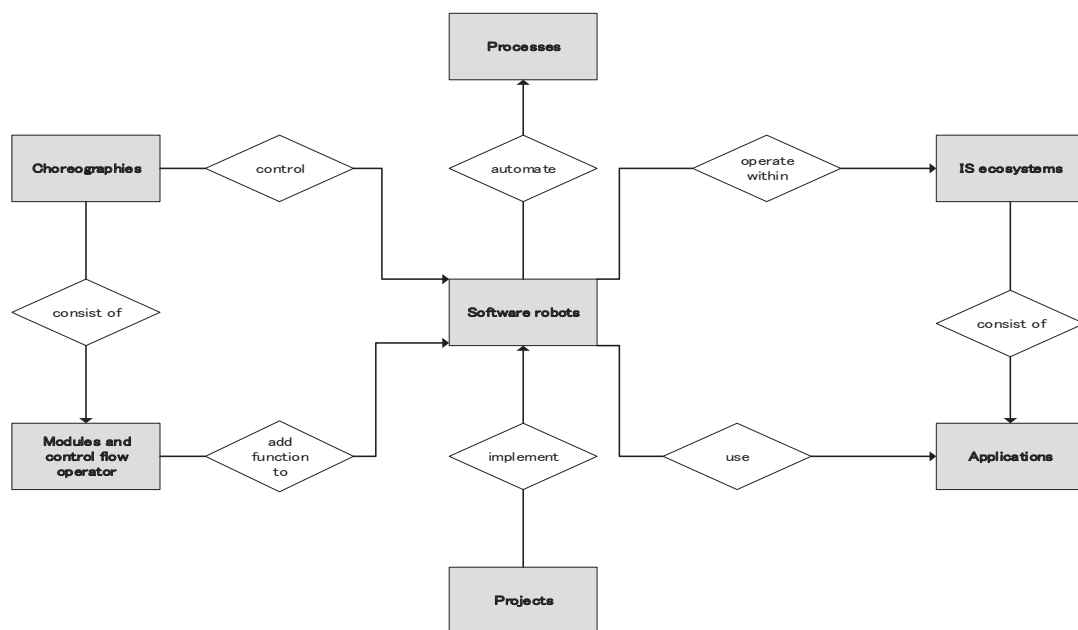 Processes
Choreographies
control
automate
operate
within
IS ecosystems
consist of
Software robots
consist of
Modules and
control flow
operator
add
function
to
implement
use
Applications
Projects